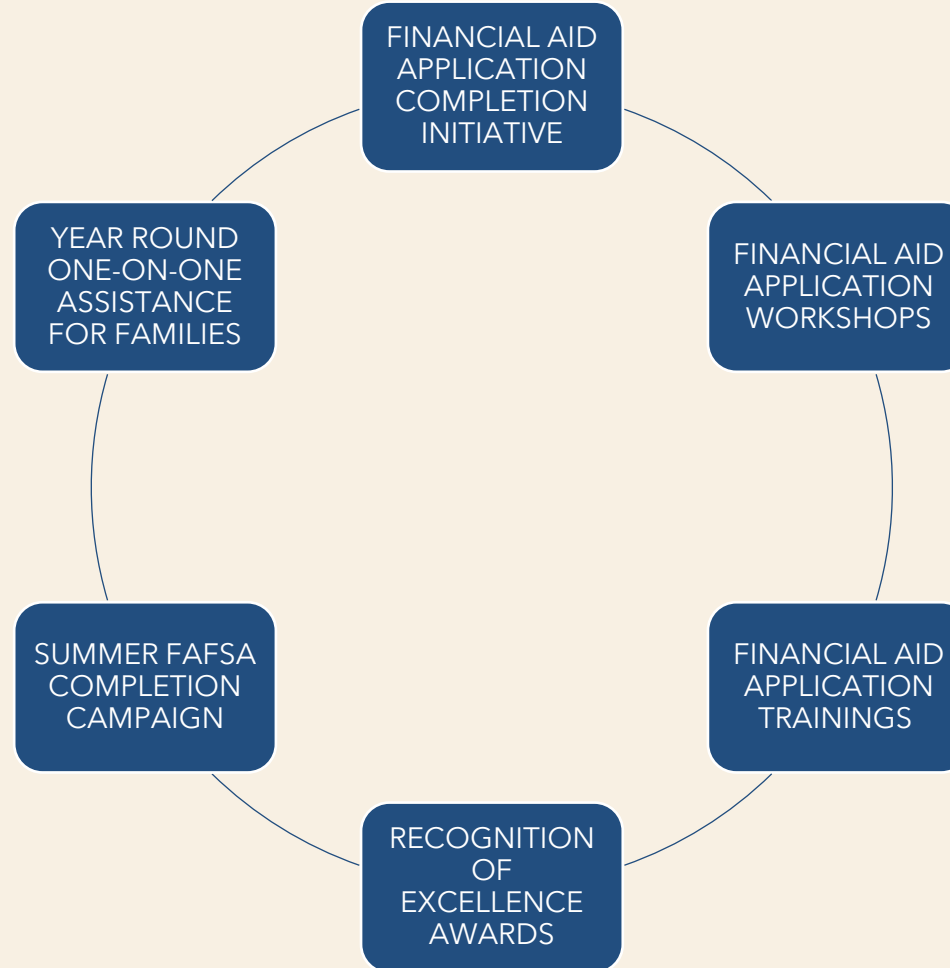 FINANCIAL AID
APPLICATION
COMPLETION
INITIATIVE
FINANCIAL AID
APPLICATION
WORKSHOPS
FINANCIAL AID
APPLICATION
TRAININGS
RECOGNITION
OF
EXCELLENCE
AWARDS
SUMMER FAFSA
COMPLETION
CAMPAIGN
YEAR ROUND
ONE-ON-ONE
ASSISTANCE
FOR FAMILIES